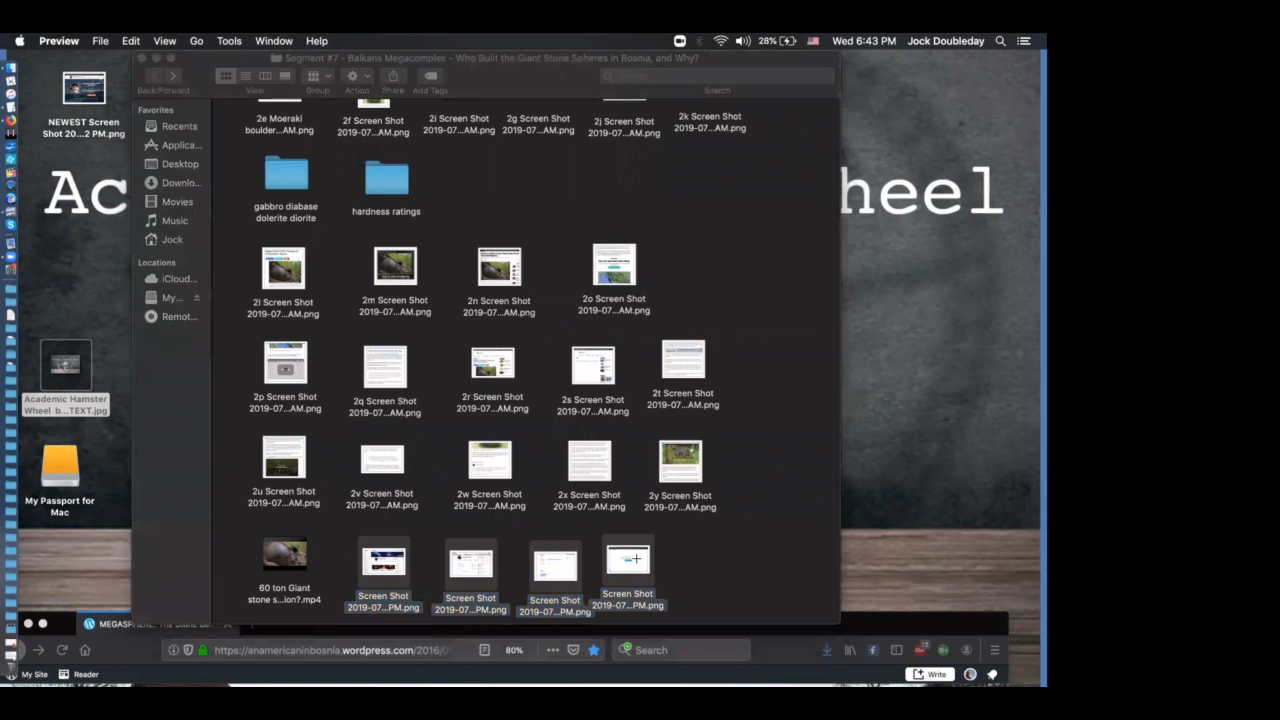 Preview File Edit View Go Tools Window Help 28% Wed 6:43 PM Jock Doubleday
Segment #7 - Balkans Megacomplex - Who Built the Giant Stone Spheres in Bosnia, and Why?
Back/Forward View Group Action Share Add Tags Search
NEWEST Screen
Shot 20...2 PM.png
Ac
heel
Academic Hamster
Wheel b...TEXT.jpg
My Passport for
Mac
Favorites
Recents
Applica...
Desktop
Downlo...
Movies
Music
Jock
Locations
iCloud...
My...
Remot...
2e Moeraki
boulder...AM.png
2f Screen Shot
2019-07...AM.png
2i Screen Shot
2019-07...AM.png
2g Screen Shot
2019-07...AM.png
2j Screen Shot
2019-07...AM.png
2k Screen Shot
2019-07...AM.png
gabbro diabase
dolerite diorite
hardness ratings
2l Screen Shot
2019-07...AM.png
2m Screen Shot
2019-07...AM.png
2n Screen Shot
2019-07...AM.png
2o Screen Shot
2019-07...AM.png
2p Screen Shot
2019-07...AM.png
2q Screen Shot
2019-07...AM.png
2r Screen Shot
2019-07...AM.png
2s Screen Shot
2019-07...AM.png
2t Screen Shot
2019-07...AM.png
2u Screen Shot
2019-07...AM.png
2v Screen Shot
2019-07...AM.png
2w Screen Shot
2019-07...AM.png
2x Screen Shot
2019-07...AM.png
2y Screen Shot
2019-07...AM.png
60 ton Giant
stone s...ion?.mp4
Screen Shot
2019-07...PM.png
Screen Shot
2019-07...PM.png
Screen Shot
2019-07...PM.png
Screen Shot
2019-07...PM.png
MEGASPHERE: The Stone
https://anamericaninbosnia.wordpress.com/2016/0 80% Search
My Site Reader Write